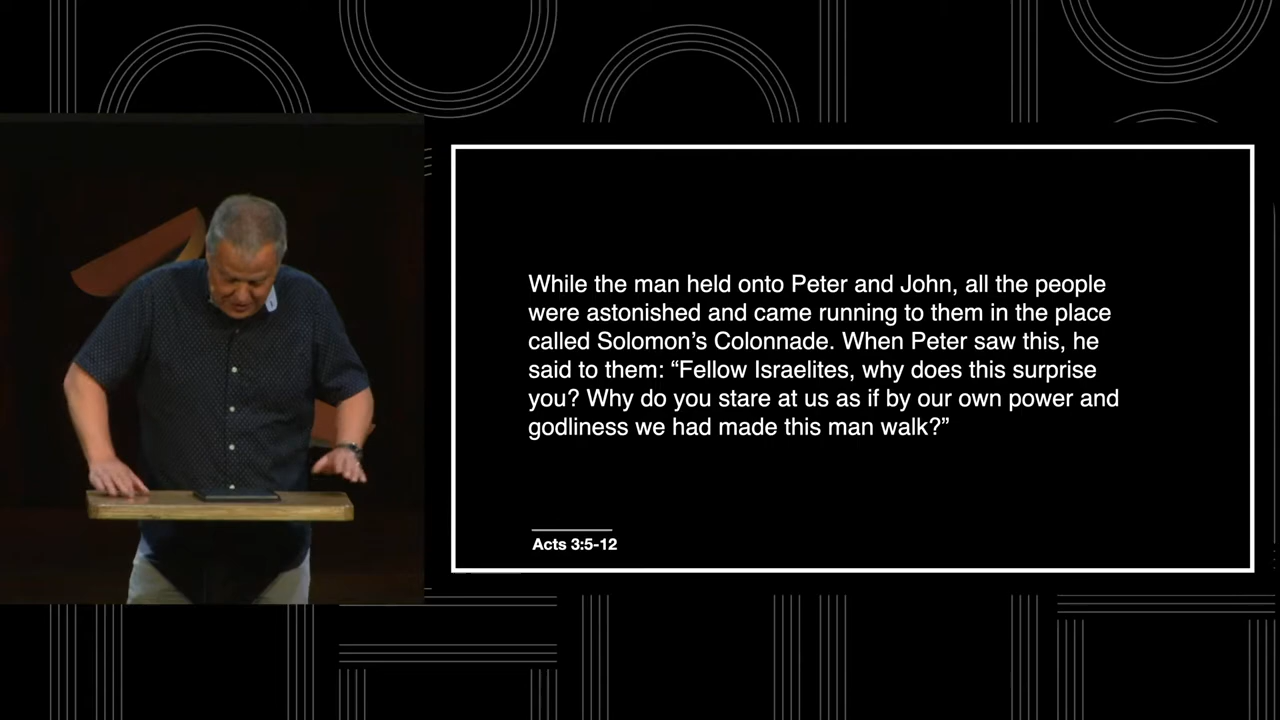 While the man held onto Peter and John, all the people
were astonished and came running to them in the place
called Solomon’s Colonnade. When Peter saw this, he
said to them: “Fellow Israelites, why does this surprise
you? Why do you stare at us as if by our own power and
godliness we had made this man walk?”
Acts 3:5-12